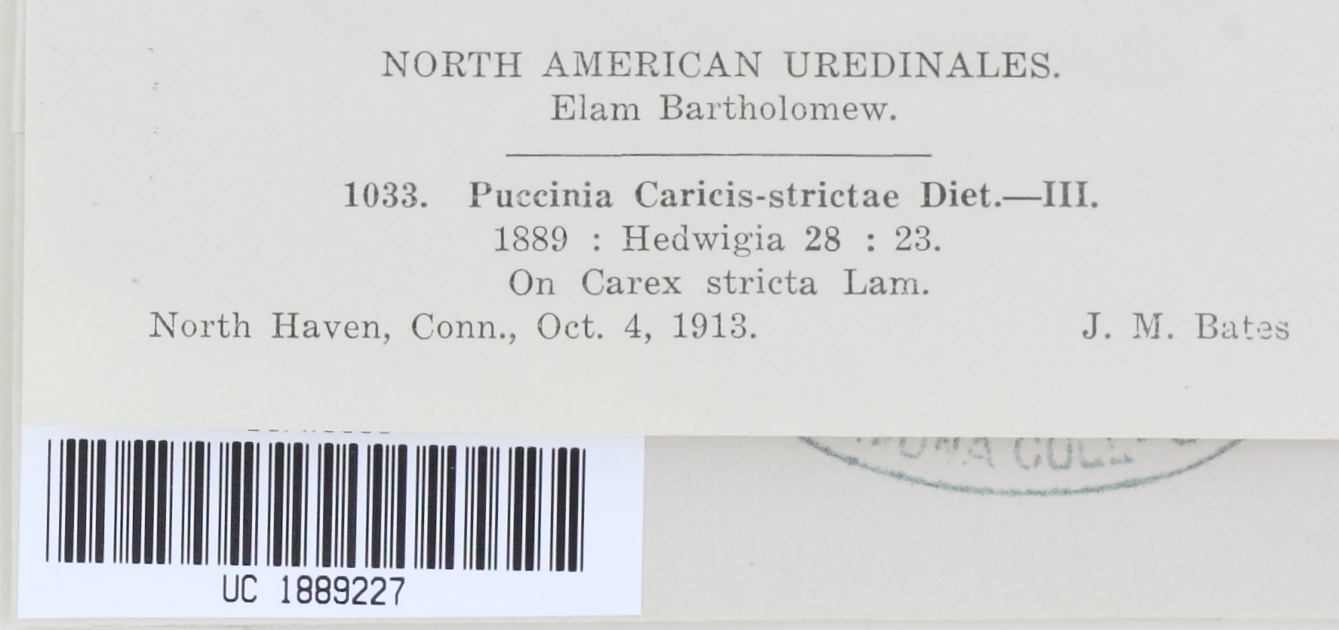 NORTH AMERICAN UREDINALES.
Elam Bartholomew.
1033. Puccinia Caricis-strictae Diet.—III.
1889 : Hedwigia 28 : 23.
On Carex stricta Lam.
North Haven, Conn., Oct. 4, 1913. J. M. Bates
UC 1889227